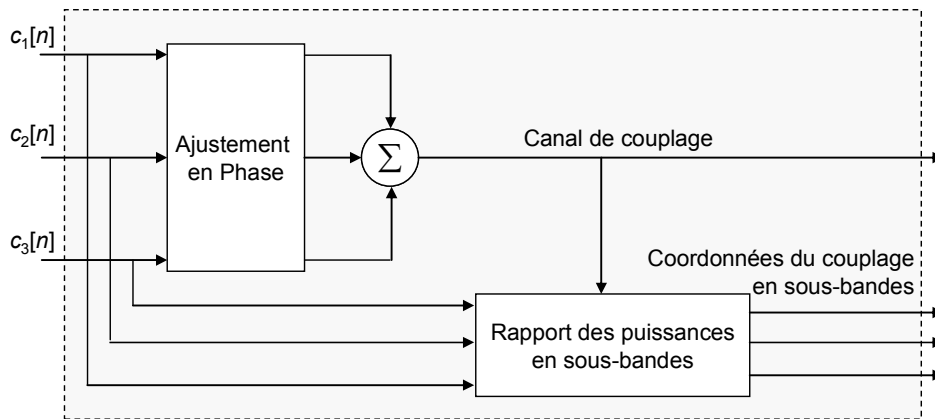 c₁[n]
c₂[n]
c₃[n]
Ajustement
en Phase
Σ
Canal de couplage
Coordonnées du couplage
en sous-bandes
Rapport des puissances
en sous-bandes